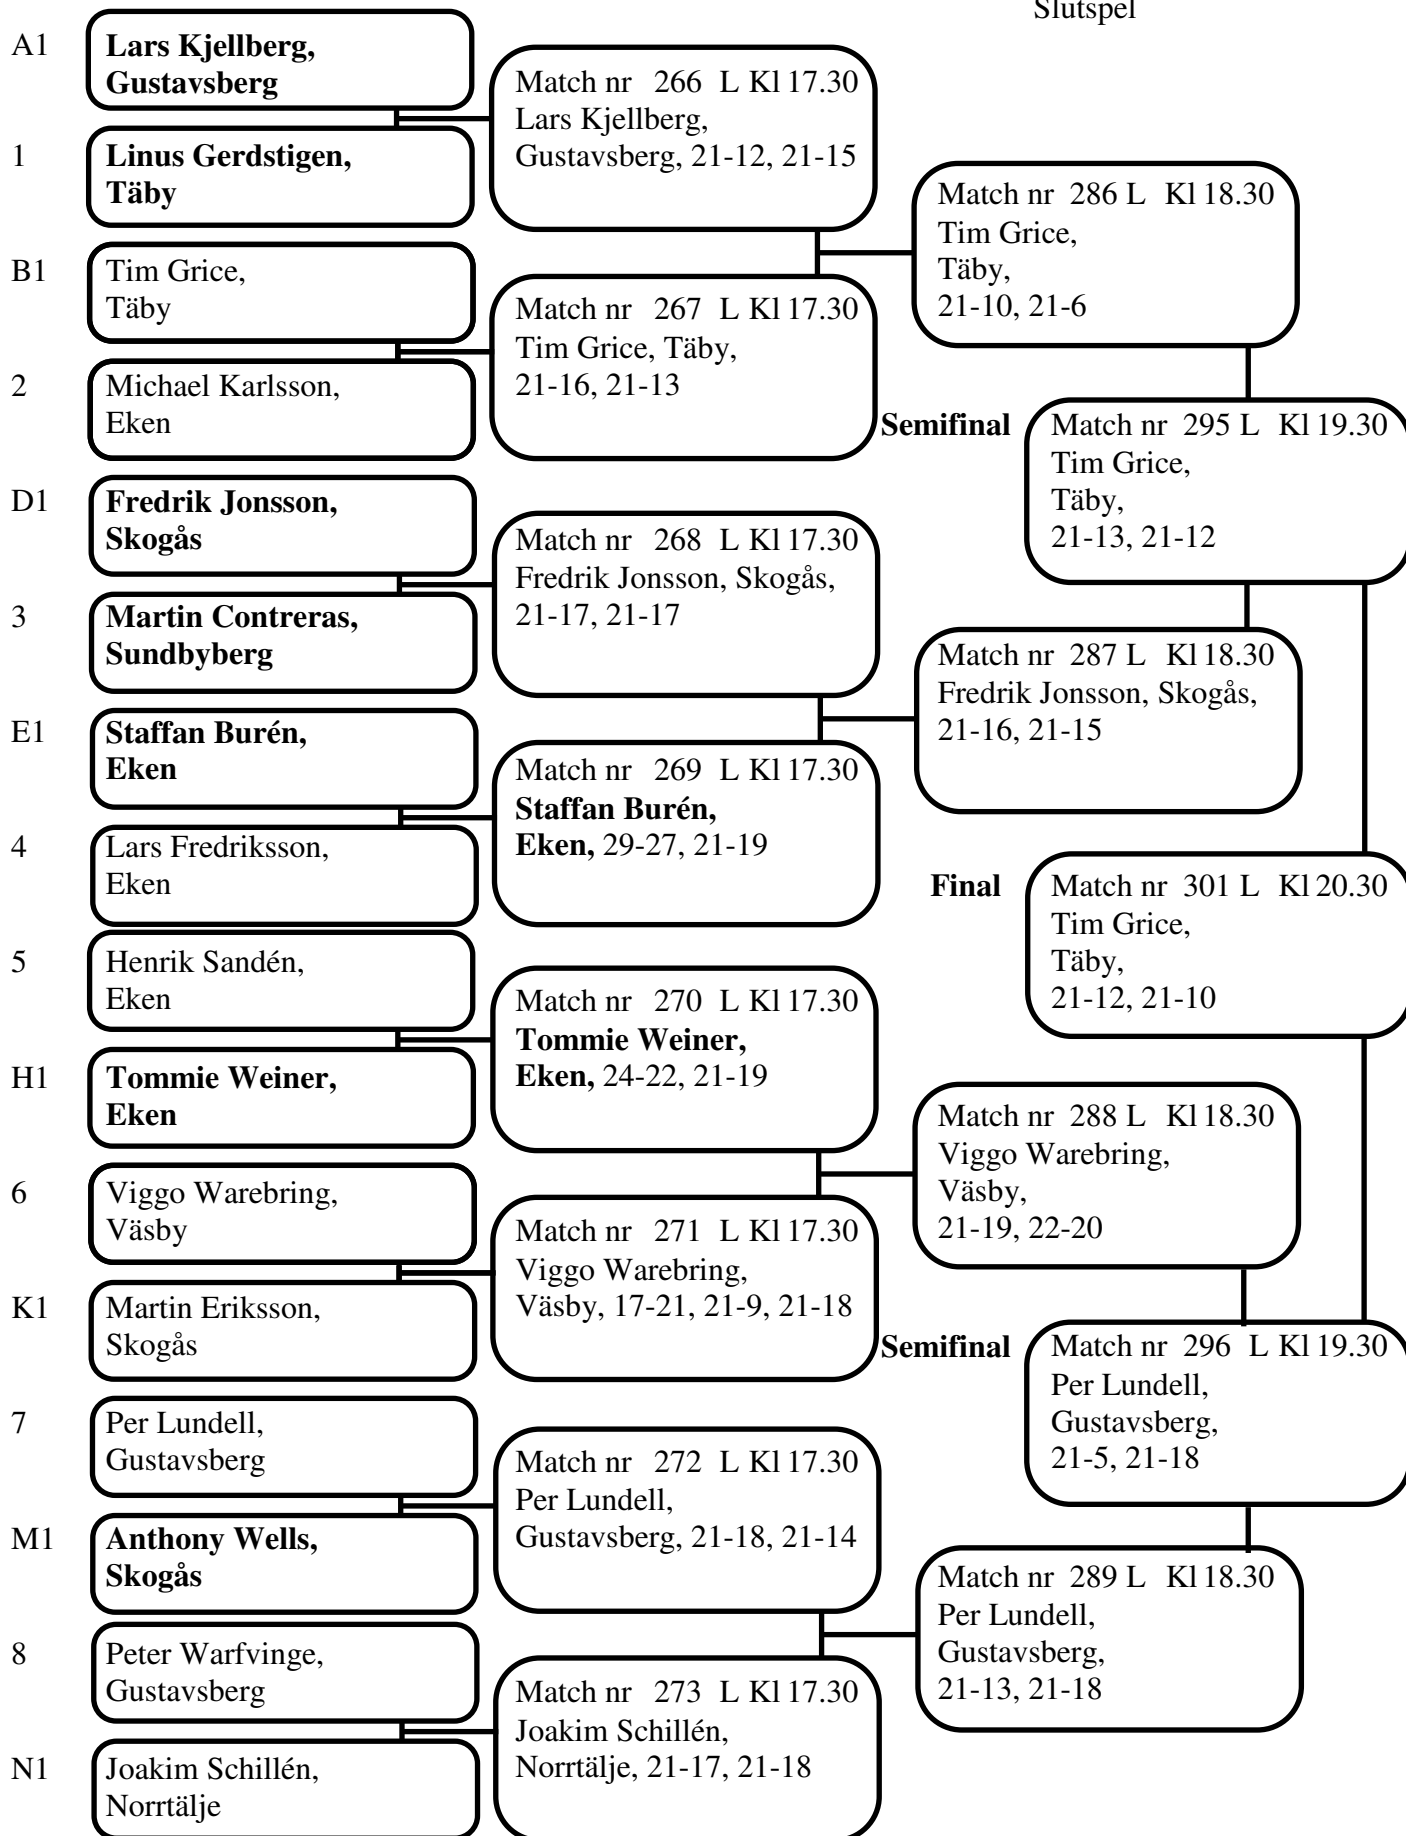 Slutspel
A1
Lars Kjellberg,
Gustavsberg
1
Linus Gerdstigen,
Täby
B1
Tim Grice,
Täby
2
Michael Karlsson,
Eken
D1
Fredrik Jonsson,
Skogås
3
Martin Contreras,
Sundbyberg
E1
Staffan Burén,
Eken
4
Lars Fredriksson,
Eken
5
Henrik Sandén,
Eken
H1
Tommie Weiner,
Eken
6
Viggo Warebring,
Väsby
K1
Martin Eriksson,
Skogås
7
Per Lundell,
Gustavsberg
M1
Anthony Wells,
Skogås
8
Peter Warfvinge,
Gustavsberg
N1
Joakim Schillén,
Norrtälje
Match nr 266 L Kl 17.30
Lars Kjellberg,
Gustavsberg, 21-12, 21-15
Match nr 267 L Kl 17.30
Tim Grice, Täby,
21-16, 21-13
Match nr 268 L Kl 17.30
Fredrik Jonsson, Skogås,
21-17, 21-17
Match nr 269 L Kl 17.30
Staffan Burén,
Eken, 29-27, 21-19
Match nr 270 L Kl 17.30
Tommie Weiner,
Eken, 24-22, 21-19
Match nr 271 L Kl 17.30
Viggo Warebring,
Väsby, 17-21, 21-9, 21-18
Match nr 272 L Kl 17.30
Per Lundell,
Gustavsberg, 21-18, 21-14
Match nr 273 L Kl 17.30
Joakim Schillén,
Norrtälje, 21-17, 21-18
Match nr 286 L Kl 18.30
Tim Grice,
Täby,
21-10, 21-6
Match nr 287 L Kl 18.30
Fredrik Jonsson, Skogås,
21-16, 21-15
Match nr 288 L Kl 18.30
Viggo Warebring,
Väsby,
21-19, 22-20
Match nr 289 L Kl 18.30
Per Lundell,
Gustavsberg,
21-13, 21-18
Semifinal
Match nr 295 L Kl 19.30
Tim Grice,
Täby,
21-13, 21-12
Final
Match nr 301 L Kl 20.30
Tim Grice,
Täby,
21-12, 21-10
Semifinal
Match nr 296 L Kl 19.30
Per Lundell,
Gustavsberg,
21-5, 21-18